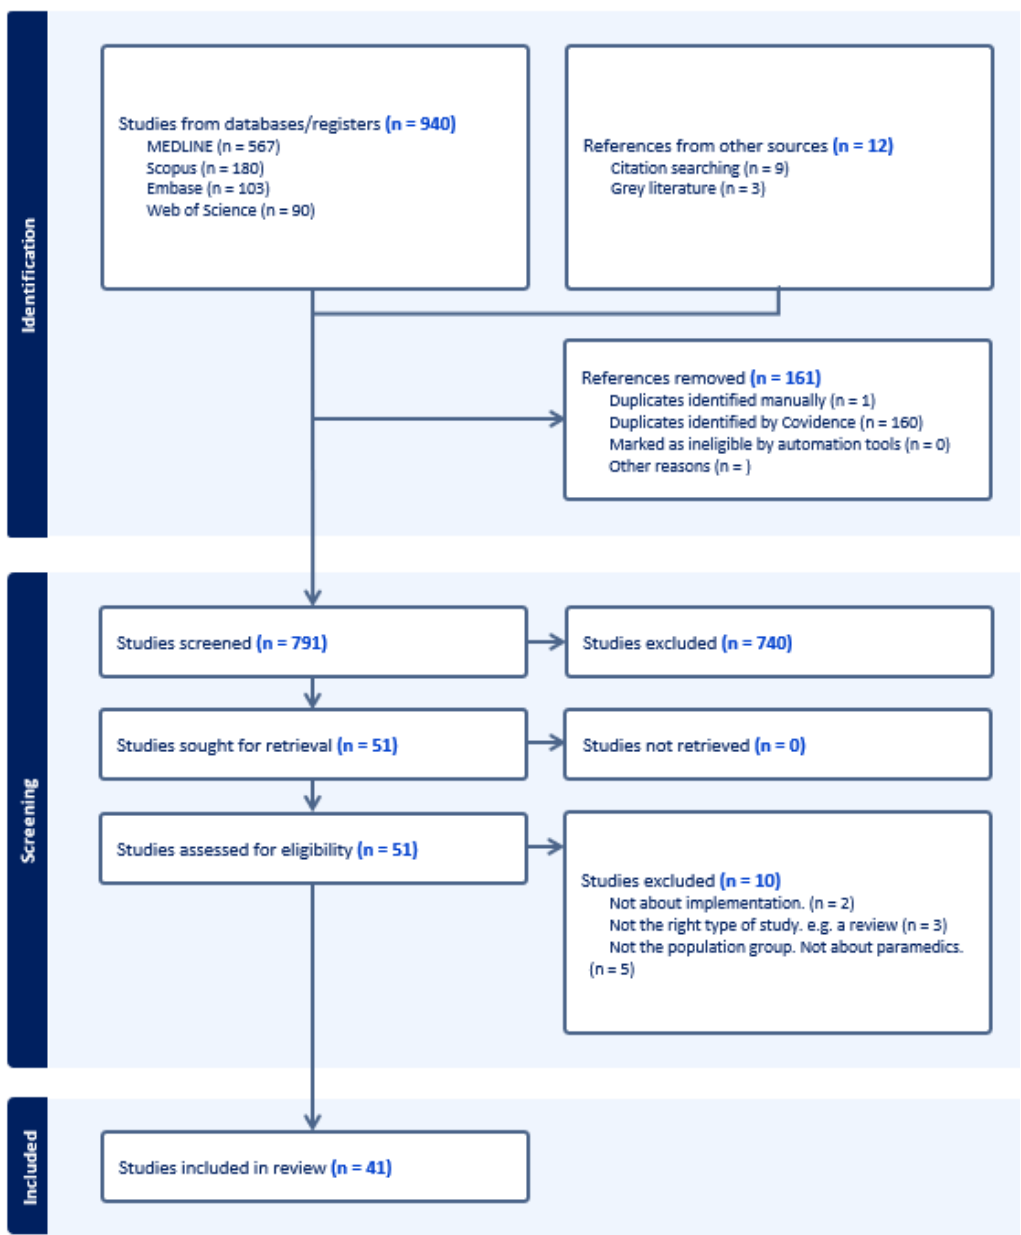 Identification
Studies from databases/registers (n = 940)
MEDLINE (n = 567)
Scopus (n = 180)
Embase (n = 103)
Web of Science (n = 90)
References from other sources (n = 12)
Citation searching (n = 9)
Grey literature (n = 3)
References removed (n = 161)
Duplicates identified manually (n = 1)
Duplicates identified by Covidence (n = 160)
Marked as ineligible by automation tools (n = 0)
Other reasons (n = )
Screening
Studies screened (n = 791)
Studies excluded (n = 740)
Studies sought for retrieval (n = 51)
Studies not retrieved (n = 0)
Studies assessed for eligibility (n = 51)
Studies excluded (n = 10)
Not about implementation. (n = 2)
Not the right type of study. e.g. a review (n = 3)
Not the population group. Not about paramedics.
(n = 5)
Included
Studies included in review (n = 41)